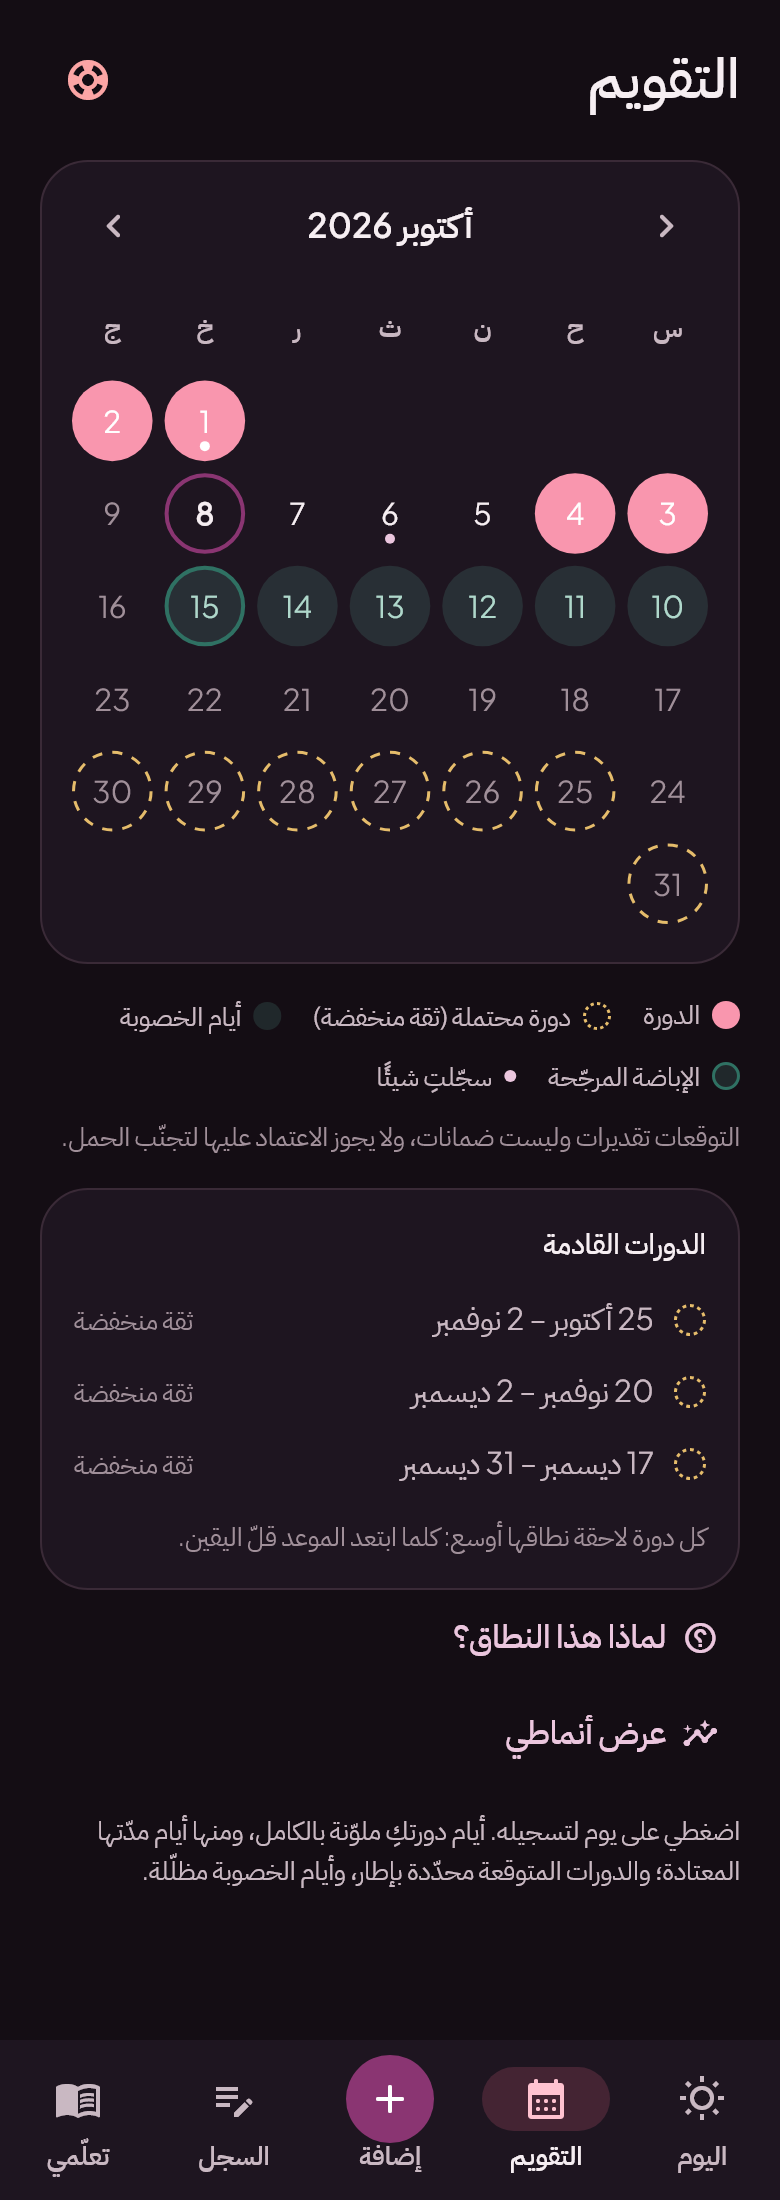 التقويم
أكتوبر 2026
س ح ن ث ر خ ج
1 2
3 4 5 6 7 8 9
10 11 12 13 14 15 16
17 18 19 20 21 22 23
24 25 26 27 28 29 30
31
الدورة دورة محتملة (ثقة منخفضة) أيام الخصوبة
الإباضة المرجّحة سجّلتِ شيئًا
التوقعات تقديرات وليست ضمانات، ولا يجوز الاعتماد عليها لتجنّب الحمل.
الدورات القادمة
25 أكتوبر – 2 نوفمبر ثقة منخفضة
20 نوفمبر – 2 ديسمبر ثقة منخفضة
17 ديسمبر – 31 ديسمبر ثقة منخفضة
كل دورة لاحقة نطاقها أوسع: كلما ابتعد الموعد قلّ اليقين.
لماذا هذا النطاق؟
عرض أنماطي
اضغطي على يوم لتسجيله. أيام دورتكِ ملوّنة بالكامل، ومنها أيام مدّتها
المعتادة؛ والدورات المتوقعة محدّدة بإطار، وأيام الخصوبة مظلّلة.
اليوم التقويم إضافة السجل تعلّمي